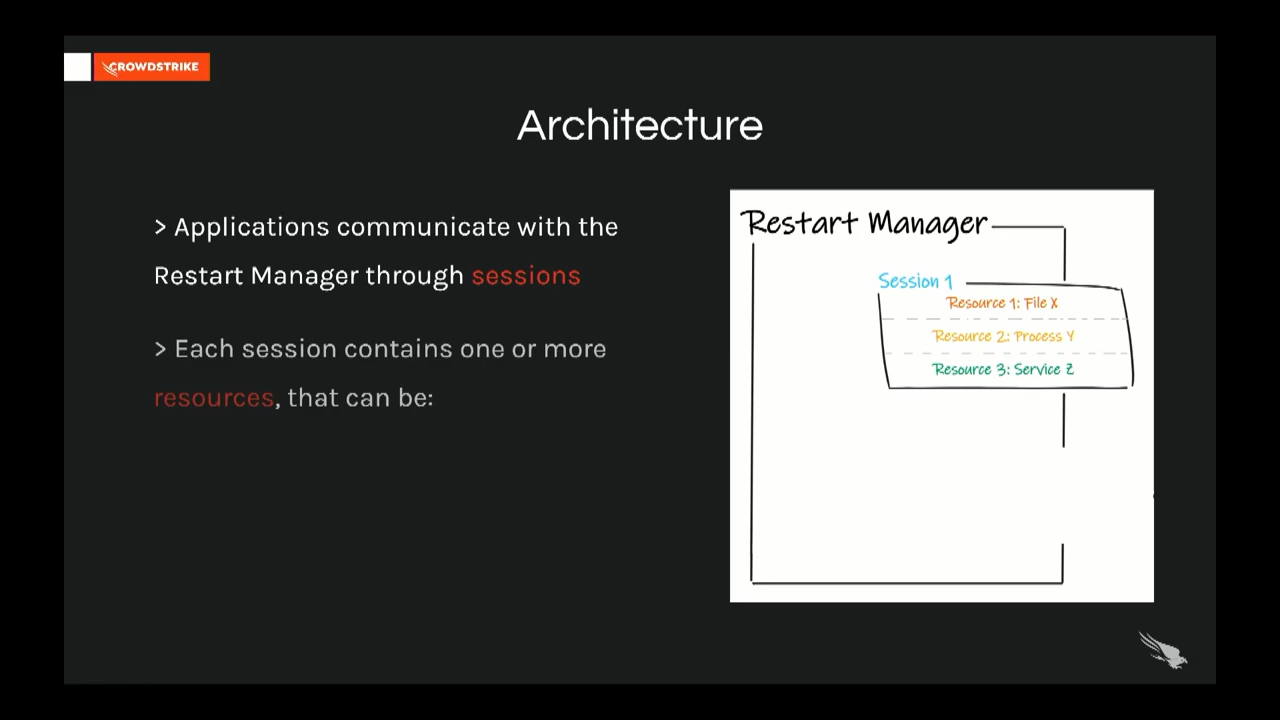 CROWDSTRIKE
Architecture
> Applications communicate with the
Restart Manager through sessions
> Each session contains one or more
resources, that can be:
Restart Manager
Session 1
Resource 1: File X
Resource 2: Process Y
Resource 3: Service Z